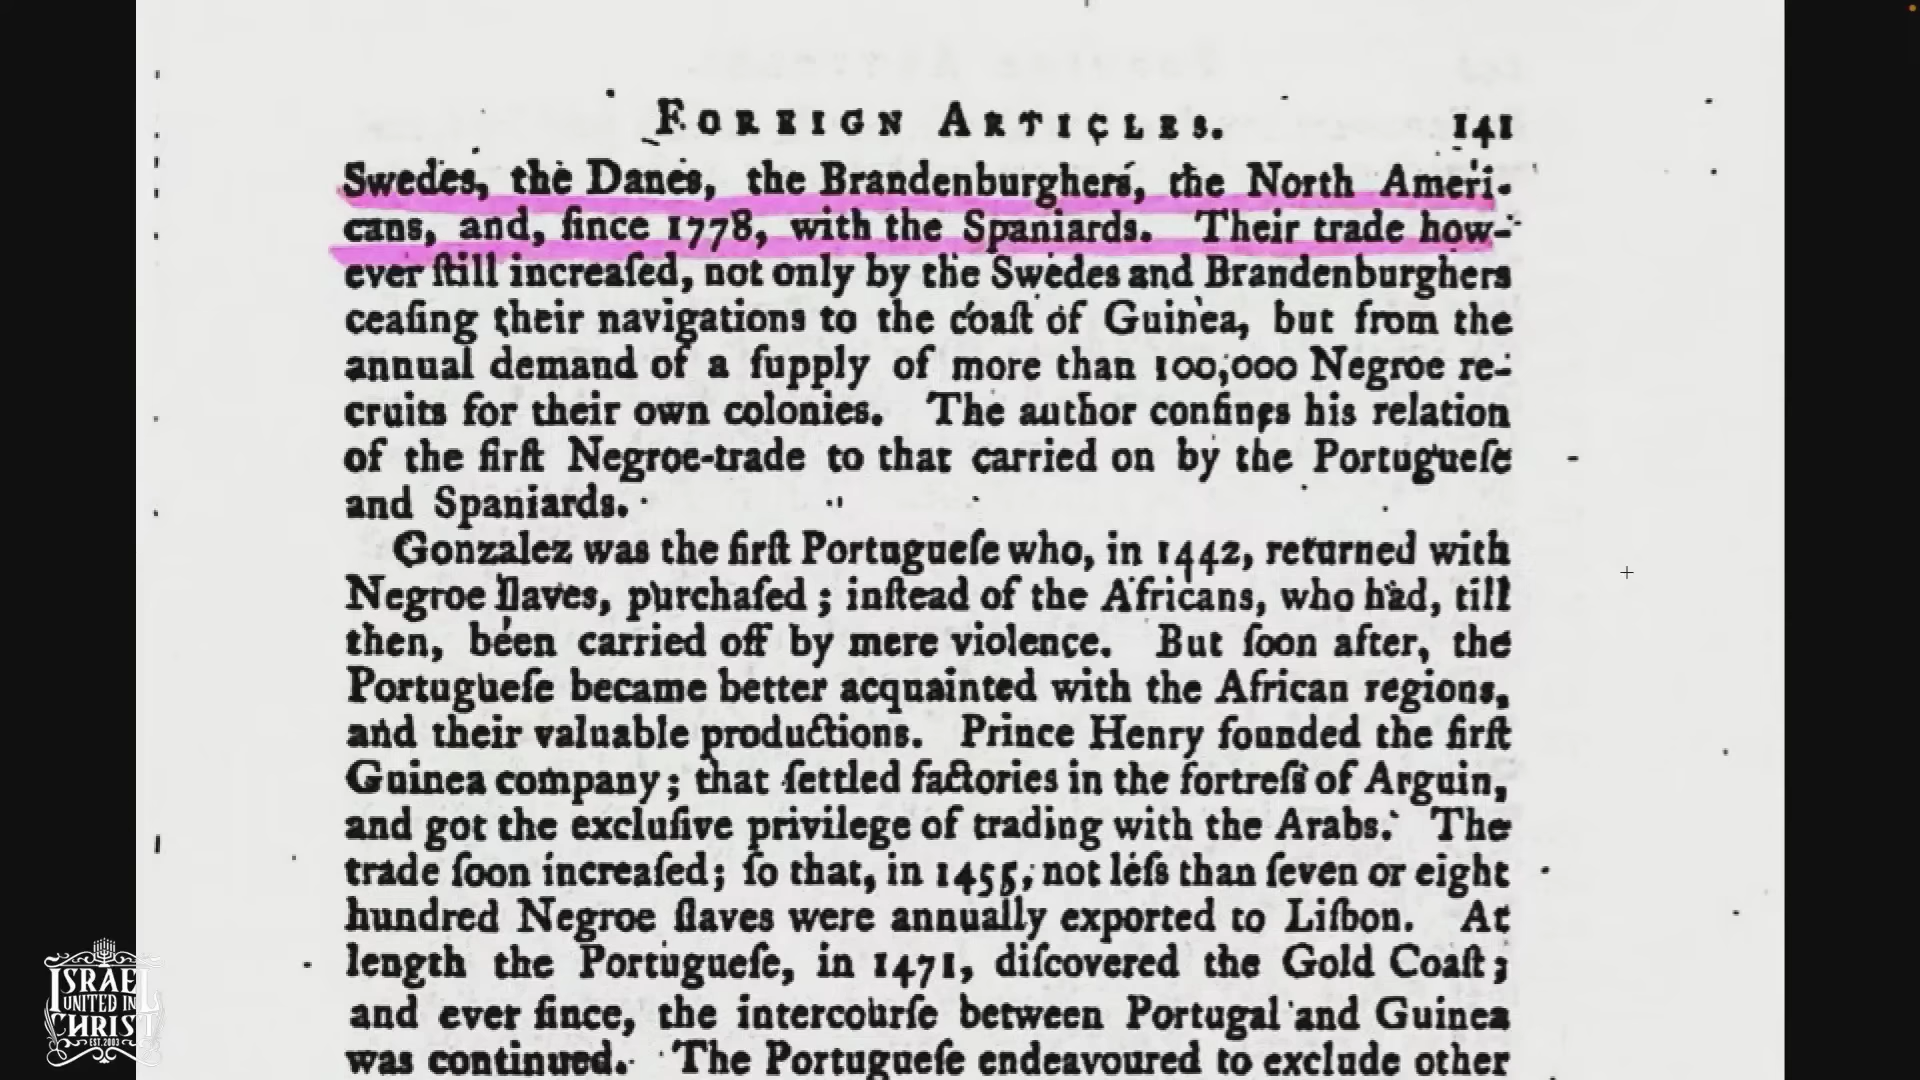 FOREIGN ARTICLES. 141
Swedes, the Danes, the Brandenburghers, the North Ameri-
cans, and, ſince 1778, with the Spaniards. Their trade how-
ever ſtill increaſed, not only by the Swedes and Brandenburghers
ceaſing their navigations to the coaſt of Guinea, but from the
annual demand of a ſupply of more than 100,000 Negroe re-
cruits for their own colonies. The author confines his relation
of the firſt Negroe-trade to that carried on by the Portugueſe
and Spaniards.
Gonzalez was the firſt Portugueſe who, in 1442, returned with
Negroe ſlaves, purchaſed; inſtead of the Africans, who had, till
then, been carried off by mere violence. But ſoon after, the
Portugueſe became better acquainted with the African regions,
and their valuable productions. Prince Henry founded the firſt
Guinea company; that ſettled factories in the fortreſs of Arguin,
and got the excluſive privilege of trading with the Arabs. The
trade ſoon increaſed; ſo that, in 1455, not leſs than ſeven or eight
hundred Negroe ſlaves were annually exported to Liſbon. At
length the Portugueſe, in 1471, diſcovered the Gold Coaſt;
and ever ſince, the intercourſe between Portugal and Guinea
was continued. The Portugueſe endeavoured to exclude other
ISRAEL
UNITED IN
CHRIST
EST. 2003